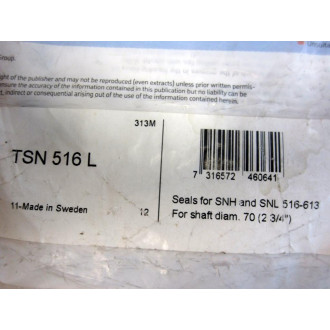 Group.
ght of the publisher and may not be reproduced (even extracts) unless prior written permis-
nsure the accuracy of the information contained in this publication but no liability can be
t, indirect or consequential arising out of the use of the information contained herein.
313M
TSN 516 L
7 316572 460641
11-Made in Sweden
12
Seals for SNH and SNL 516-613
For shaft diam. 70 (2 3/4")